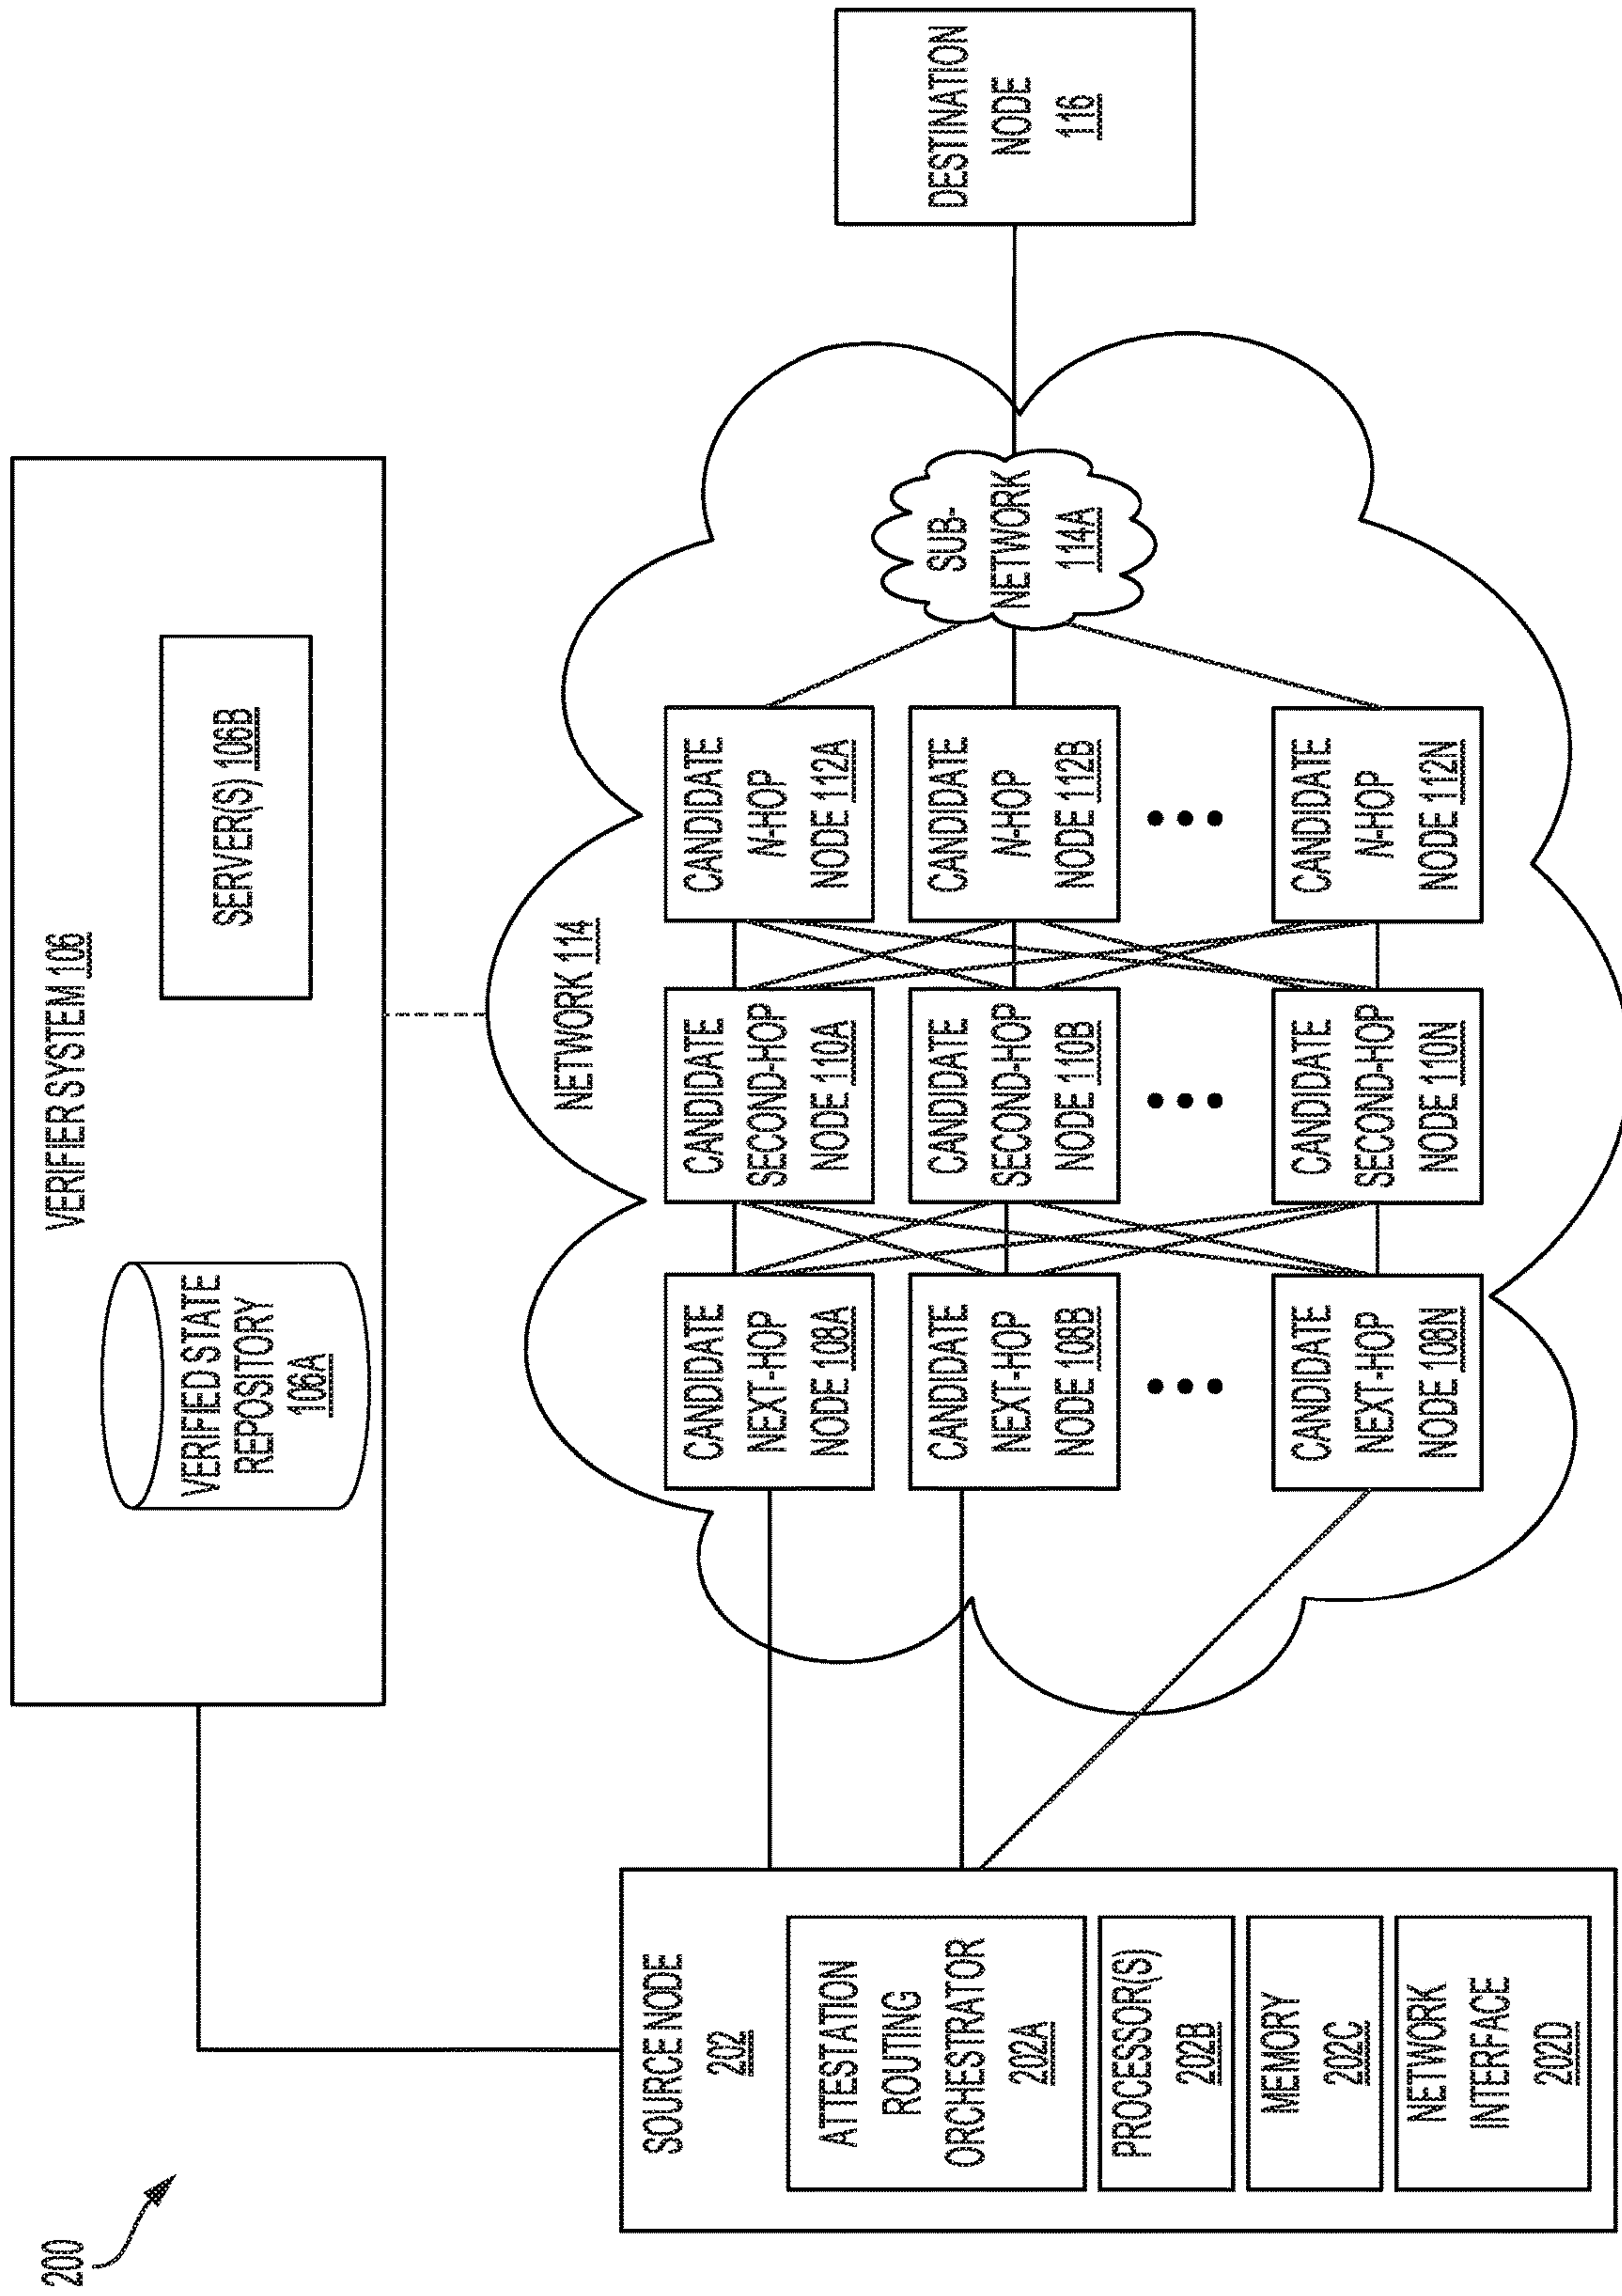 200
VERIFIER SYSTEM 106
VERIFIED STATE
REPOSITORY
106A
SERVER(S) 106B
SOURCE NODE
202
ATTESTATION
ROUTING
ORCHESTRATOR
202A
PROCESSOR(S)
202B
MEMORY
202C
NETWORK
INTERFACE
202D
NETWORK 114
CANDIDATE
NEXT-HOP
NODE 108A
CANDIDATE
SECOND-HOP
NODE 110A
CANDIDATE
N-HOP
NODE 112A
CANDIDATE
NEXT-HOP
NODE 108B
CANDIDATE
SECOND-HOP
NODE 110B
CANDIDATE
N-HOP
NODE 112B
CANDIDATE
NEXT-HOP
NODE 108N
CANDIDATE
SECOND-HOP
NODE 110N
CANDIDATE
N-HOP
NODE 112N
SUB-
NETWORK
114A
DESTINATION
NODE
116